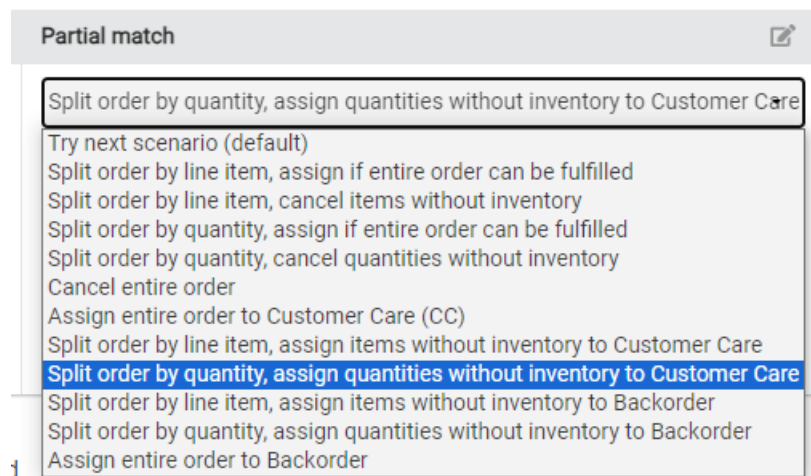 Partial match
Split order by quantity, assign quantities without inventory to Customer Care
Try next scenario (default)
Split order by line item, assign if entire order can be fulfilled
Split order by line item, cancel items without inventory
Split order by quantity, assign if entire order can be fulfilled
Split order by quantity, cancel quantities without inventory
Cancel entire order
Assign entire order to Customer Care (CC)
Split order by line item, assign items without inventory to Customer Care
Split order by quantity, assign quantities without inventory to Customer Care
Split order by line item, assign items without inventory to Backorder
Split order by quantity, assign quantities without inventory to Backorder
Assign entire order to Backorder